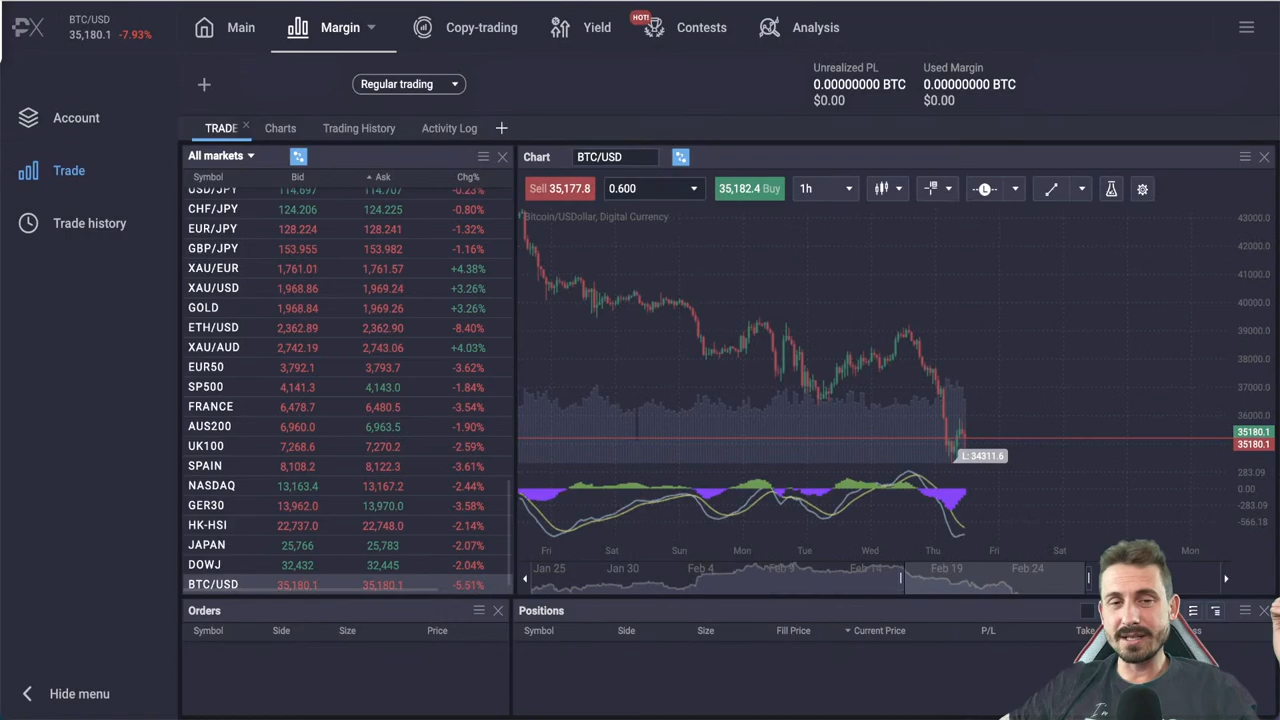 PX
BTC/USD
35,180.1 -7.93%
Main
Margin
Copy-trading
Yield
HOT!
Contests
Analysis
Account
Trade
Trade history
Hide menu
Regular trading
Unrealized PL
0.00000000 BTC
$0.00
Used Margin
0.00000000 BTC
$0.00
TRADE
Charts
Trading History
Activity Log
All markets
Symbol Bid Ask Chg%
USD/JPY 114.697 114.707 -0.23%
CHF/JPY 124.206 124.225 -0.80%
EUR/JPY 128.224 128.241 -1.32%
GBP/JPY 153.955 153.982 -1.16%
XAU/EUR 1,761.01 1,761.57 +4.38%
XAU/USD 1,968.86 1,969.24 +3.26%
GOLD 1,968.84 1,969.26 +3.26%
ETH/USD 2,362.89 2,362.90 -8.40%
XAU/AUD 2,742.19 2,743.06 +4.03%
EUR50 3,792.1 3,793.7 -3.62%
SP500 4,141.3 4,143.0 -1.84%
FRANCE 6,478.7 6,480.5 -3.54%
AUS200 6,960.0 6,963.5 -1.90%
UK100 7,268.6 7,270.2 -2.59%
SPAIN 8,108.2 8,122.3 -3.61%
NASDAQ 13,163.4 13,167.2 -2.44%
GER30 13,962.0 13,970.0 -3.58%
HK-HSI 22,737.0 22,748.0 -2.14%
JAPAN 25,766 25,783 -2.07%
DOWJ 32,432 32,445 -2.04%
BTC/USD 35,180.1 35,180.1 -5.51%
Chart BTC/USD
Sell 35,177.8 0.600 35,182.4 Buy 1h
Bitcoin/USDollar, Digital Currency
43000.0
42000.0
41000.0
40000.0
39000.0
38000.0
37000.0
36000.0
35180.1
35180.1
L: 34311.6
283.09
0.00
-283.09
-566.18
Fri Sat Sun Mon Tue Wed Thu Fri Sat Mon
Jan 25 Jan 30 Feb 4 Feb 9 Feb 14 Feb 19 Feb 24
Orders
Symbol Side Size Price
Positions
Symbol Side Size Fill Price Current Price P/L Take